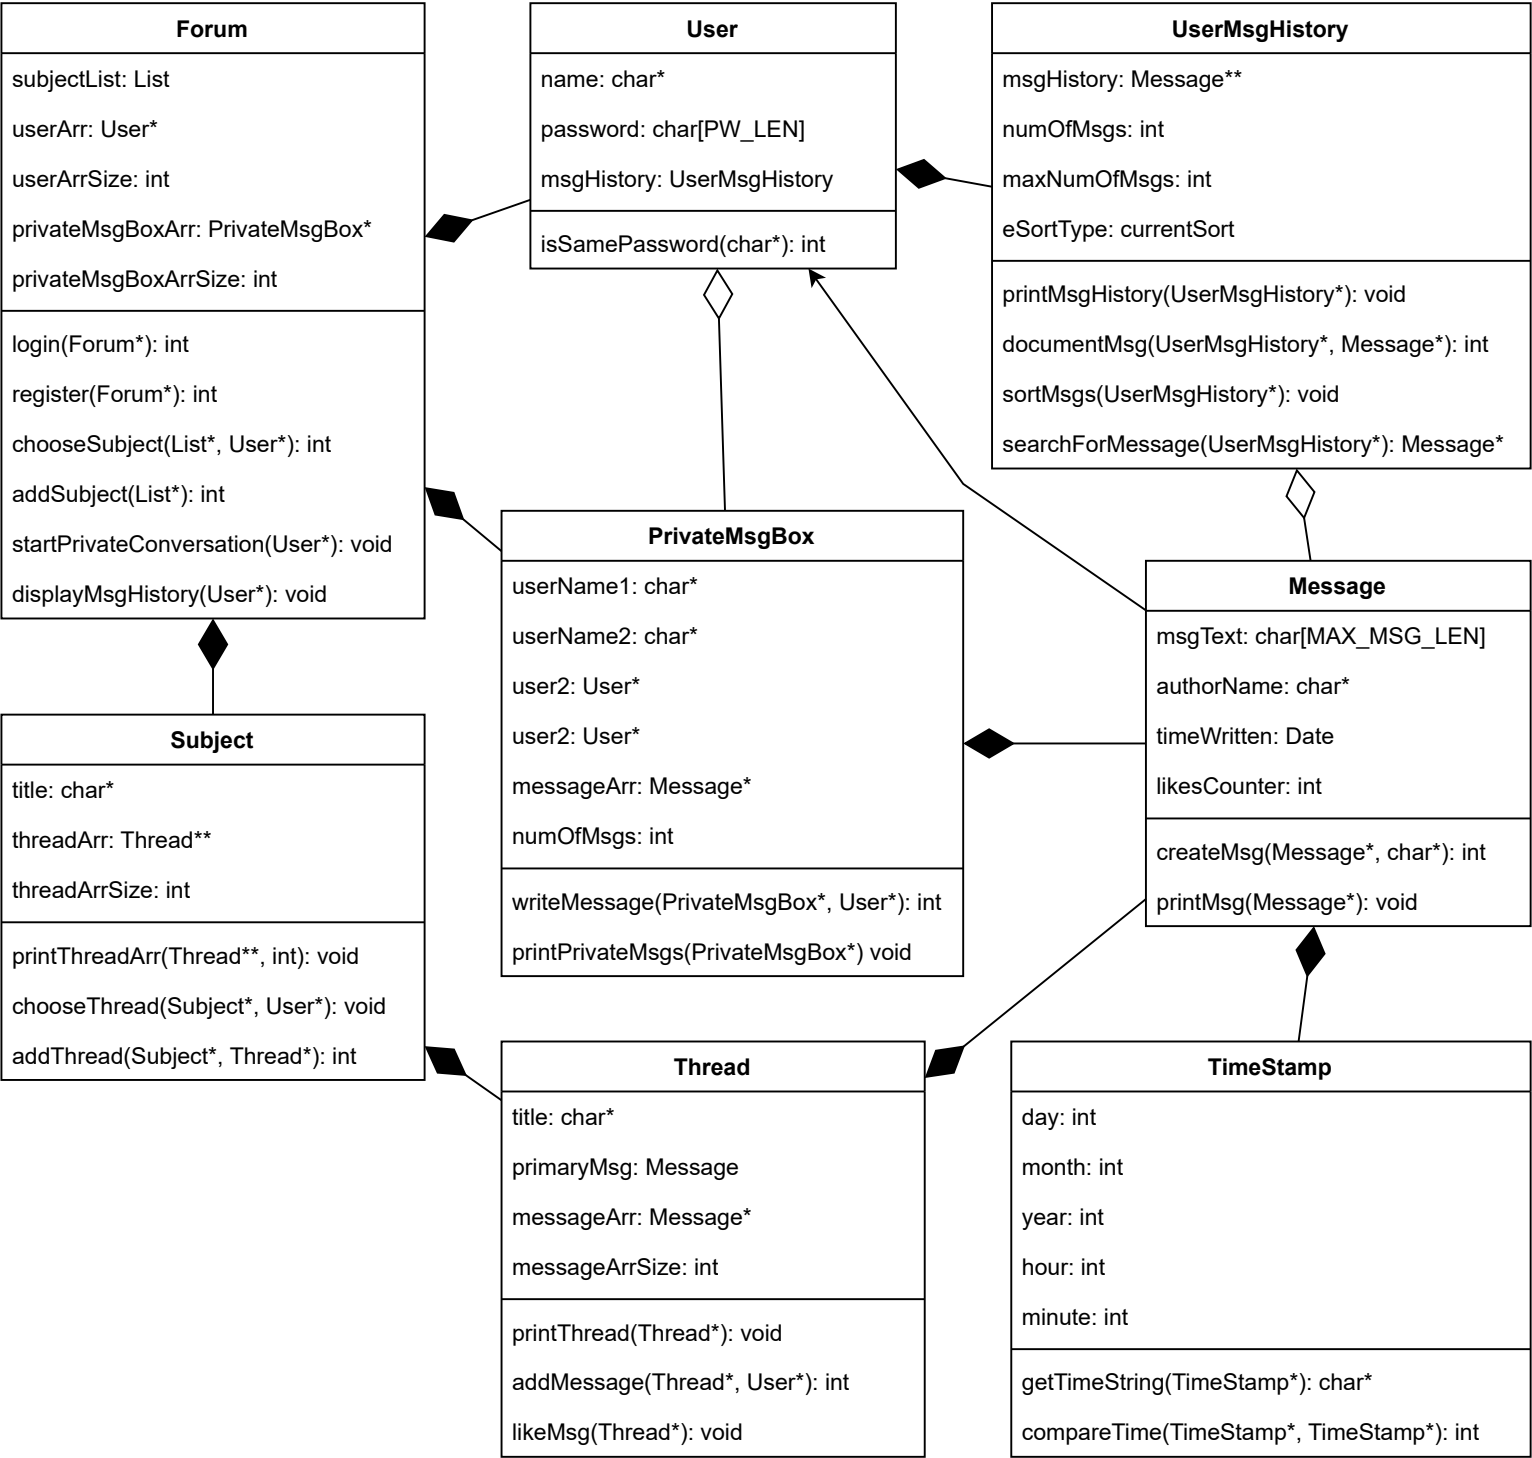 Forum
subjectList: List
userArr: User*
userArrSize: int
privateMsgBoxArr: PrivateMsgBox*
privateMsgBoxArrSize: int
login(Forum*): int
register(Forum*): int
chooseSubject(List*, User*): int
addSubject(List*): int
startPrivateConversation(User*): void
displayMsgHistory(User*): void
User
name: char*
password: char[PW_LEN]
msgHistory: UserMsgHistory
isSamePassword(char*): int
UserMsgHistory
msgHistory: Message**
numOfMsgs: int
maxNumOfMsgs: int
eSortType: currentSort
printMsgHistory(UserMsgHistory*): void
documentMsg(UserMsgHistory*, Message*): int
sortMsgs(UserMsgHistory*): void
searchForMessage(UserMsgHistory*): Message*
PrivateMsgBox
userName1: char*
userName2: char*
user2: User*
user2: User*
messageArr: Message*
numOfMsgs: int
writeMessage(PrivateMsgBox*, User*): int
printPrivateMsgs(PrivateMsgBox*) void
Message
msgText: char[MAX_MSG_LEN]
authorName: char*
timeWritten: Date
likesCounter: int
createMsg(Message*, char*): int
printMsg(Message*): void
Subject
title: char*
threadArr: Thread**
threadArrSize: int
printThreadArr(Thread**, int): void
chooseThread(Subject*, User*): void
addThread(Subject*, Thread*): int
Thread
title: char*
primaryMsg: Message
messageArr: Message*
messageArrSize: int
printThread(Thread*): void
addMessage(Thread*, User*): int
likeMsg(Thread*): void
TimeStamp
day: int
month: int
year: int
hour: int
minute: int
getTimeString(TimeStamp*): char*
compareTime(TimeStamp*, TimeStamp*): int